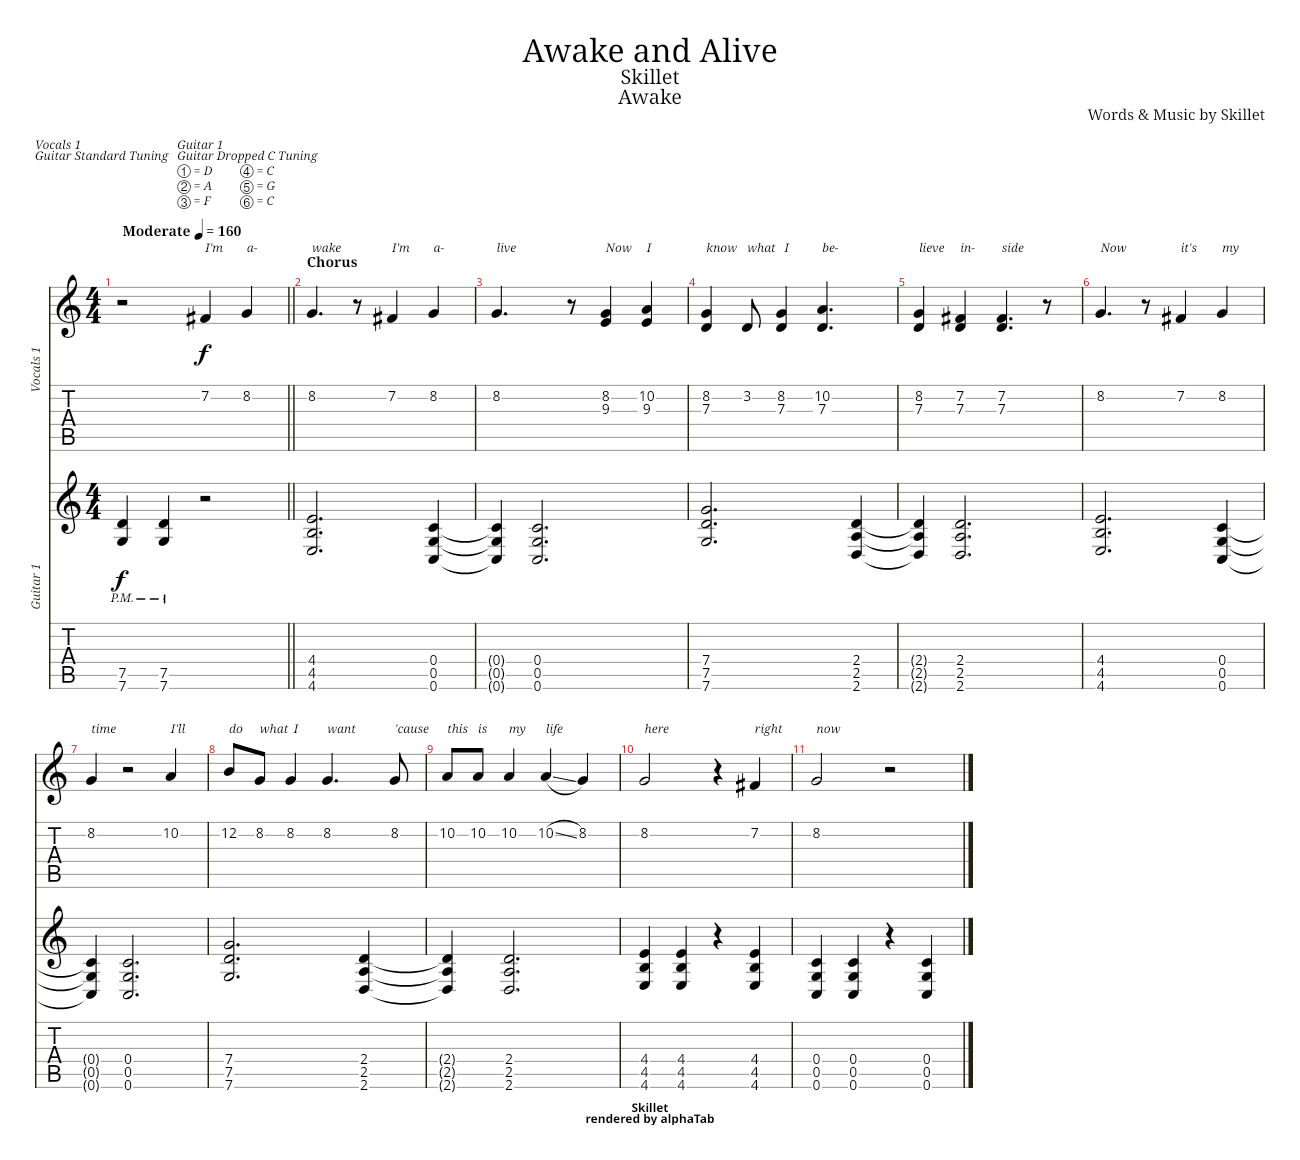 Awake and Alive
Skillet
Awake
Words & Music by Skillet
Vocals 1
Guitar Standard Tuning
Guitar 1
Guitar Dropped C Tuning
① = D ④ = C
② = A ⑤ = G
③ = F ⑥ = C
Moderate ♩ = 160
I'm a- wake I'm a- live Now I know what I be- lieve in- side Now it's my
Chorus
1 2 3 4 5 6
4 4
f
Vocals 1
T A B
7 8 8 7 8 8 8 10 8 3 8 10 8 7 7 8 7 8
9 9 7 7 7 7 7 7
4 4
f
P.M.
Guitar 1
T A B
4 0 (0) 0 7 2 (2) 2 4 0
7 7 4 0 (0) 0 7 2 (2) 2 4 0
7 7 4 0 (0) 0 7 2 (2) 2 4 0
time I'll do what I want 'cause this is my life here right now
7 8 9 10 11
T A B
8 10 12 8 8 8 8 10 10 10 10 8 8 7 8
T A B
(0) 0 7 2 (2) 2 4 4 4 0 0 0
(0) 0 7 2 (2) 2 4 4 4 0 0 0
(0) 0 7 2 (2) 2 4 4 4 0 0 0
Skillet
rendered by alphaTab